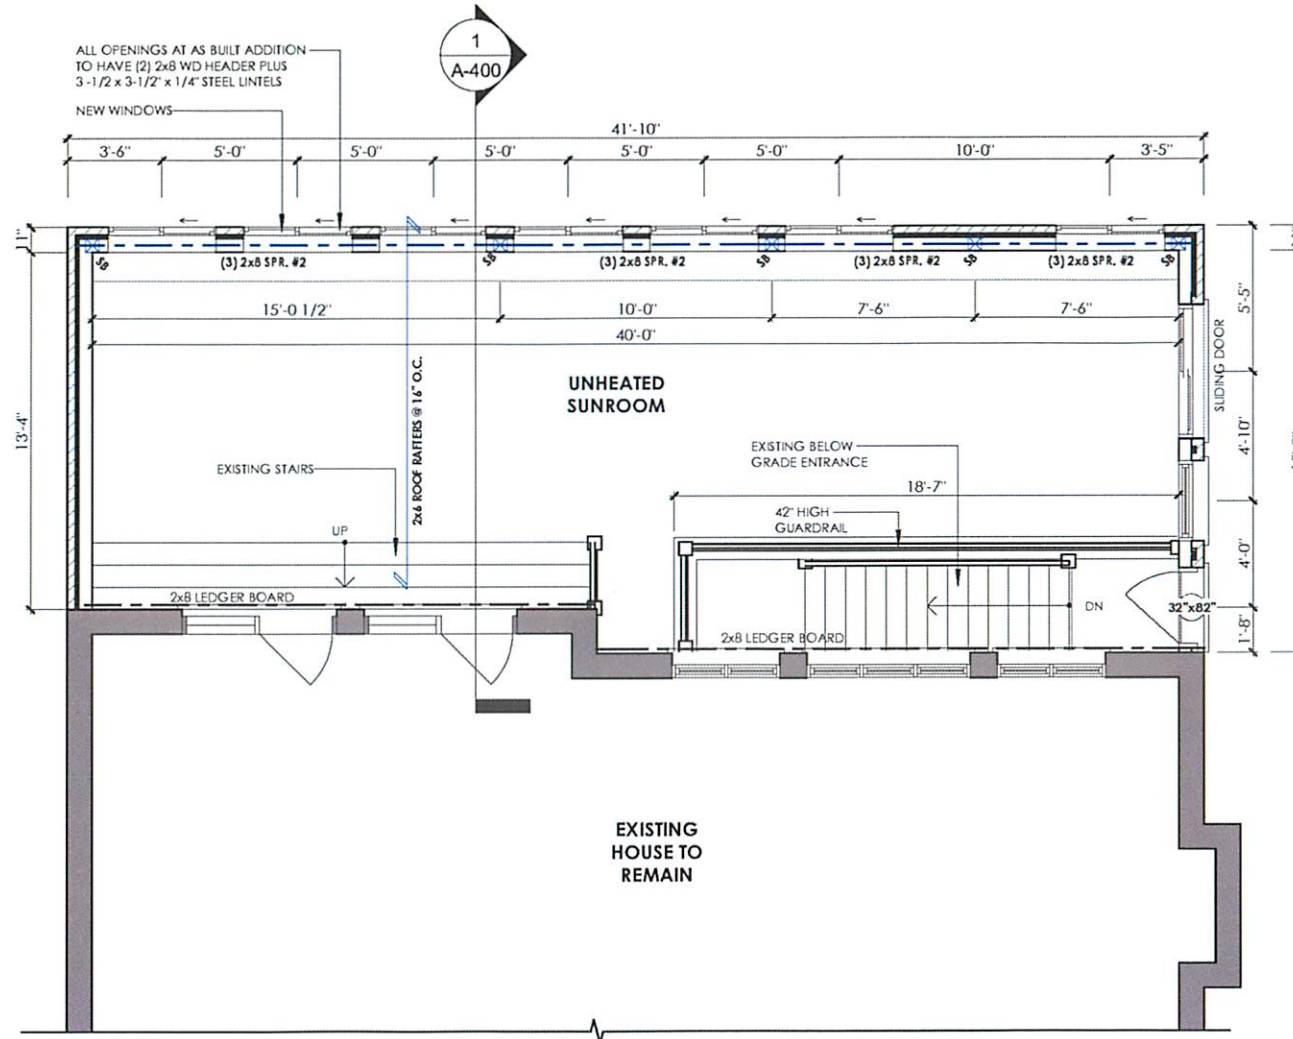 1
A-400
ALL OPENINGS AT AS BUILT ADDITION
TO HAVE (2) 2x8 WD HEADER PLUS
3 -1/2 x 3-1/2" x 1/4" STEEL LINTELS
NEW WINDOWS
41'-10"
3'-6"
5'-0"
5'-0"
5'-0"
5'-0"
5'-0"
10'-0"
3'-5"
SB
(3) 2x8 SPR. #2
SB
(3) 2x8 SPR. #2
SB
(3) 2x8 SPR. #2
SB
(3) 2x8 SPR. #2
SB
15'-0 1/2"
10'-0"
7'-6"
7'-6"
40'-0"
5'-5"
SLIDING DOOR
UNHEATED
SUNROOM
2x6 ROOF RAFTERS @ 16" O.C.
13'-4"
4'-10"
EXISTING STAIRS
EXISTING BELOW
GRADE ENTRANCE
18'-7"
42" HIGH
GUARDRAIL
UP
4'-0"
2x8 LEDGER BOARD
DN
32"x82"
2x8 LEDGER BOARD
1'-8"
EXISTING
HOUSE TO
REMAIN